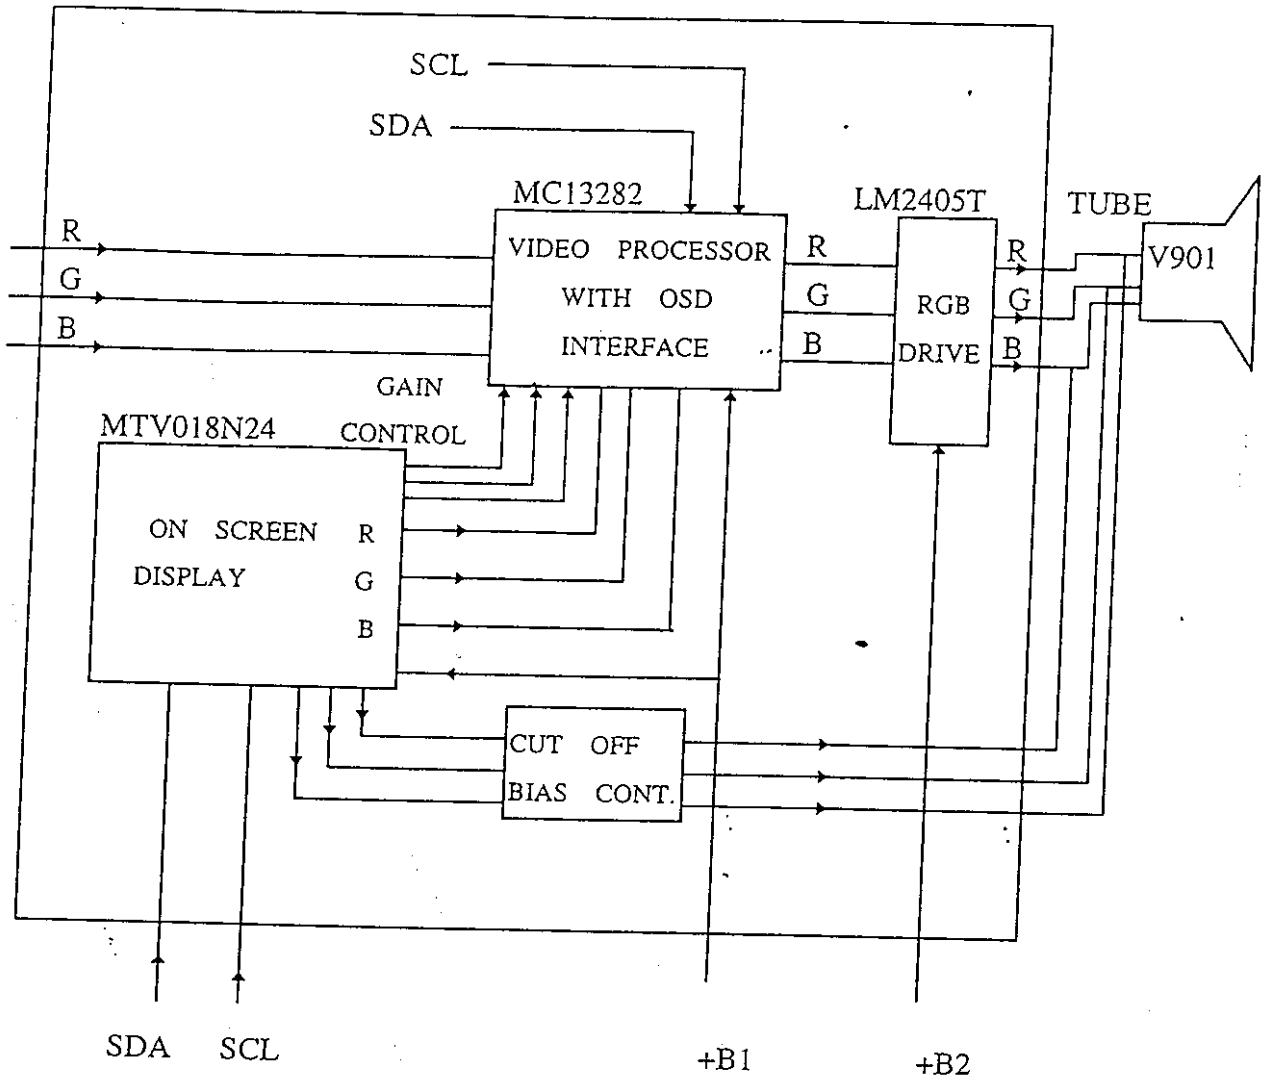 SCL
SDA
MC13282
LM2405T
TUBE
R
G
B
VIDEO PROCESSOR
WITH OSD
INTERFACE
R
G
B
RGB
DRIVE
R
G
B
V901
GAIN
CONTROL
MTV018N24
ON SCREEN
DISPLAY
R
G
B
CUT OFF
BIAS CONT.
SDA
SCL
+B1
+B2